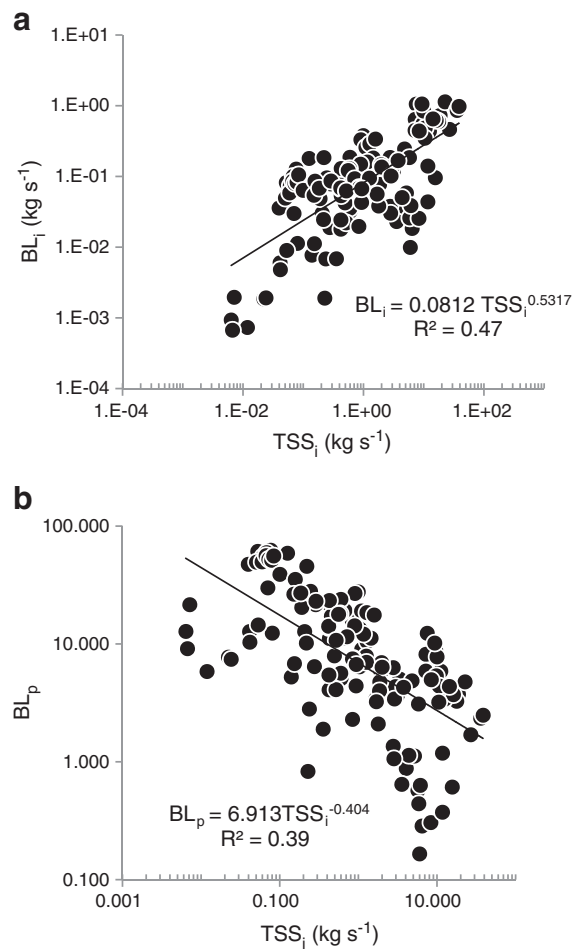 a
1.E+01
1.E+00
1.E-01
1.E-02
1.E-03
1.E-04
BLi (kg s-1)
BLi = 0.0812 TSSi0.5317
R² = 0.47
1.E-04 1.E-02 1.E+00 1.E+02
TSSi (kg s-1)
b
100.000
10.000
1.000
0.100
BLp
BLp = 6.913TSSi-0.404
R² = 0.39
0.001 0.100 10.000
TSSi (kg s-1)